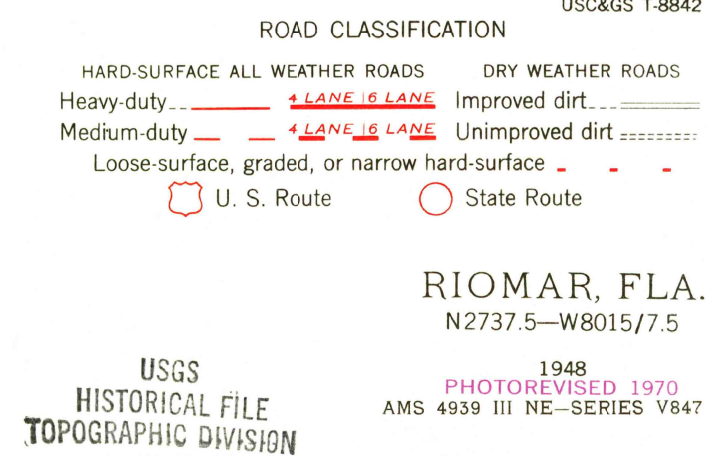 USC&GS T-8842
ROAD CLASSIFICATION
HARD-SURFACE ALL WEATHER ROADS DRY WEATHER ROADS
Heavy-duty 4 LANE 6 LANE Improved dirt
Medium-duty 4 LANE 6 LANE Unimproved dirt
Loose-surface, graded, or narrow hard-surface
U. S. Route State Route
RIOMAR, FLA.
N2737.5—W8015/7.5
1948
PHOTOREVISED 1970
AMS 4939 III NE—SERIES V847
USGS
HISTORICAL FILE
TOPOGRAPHIC DIVISION